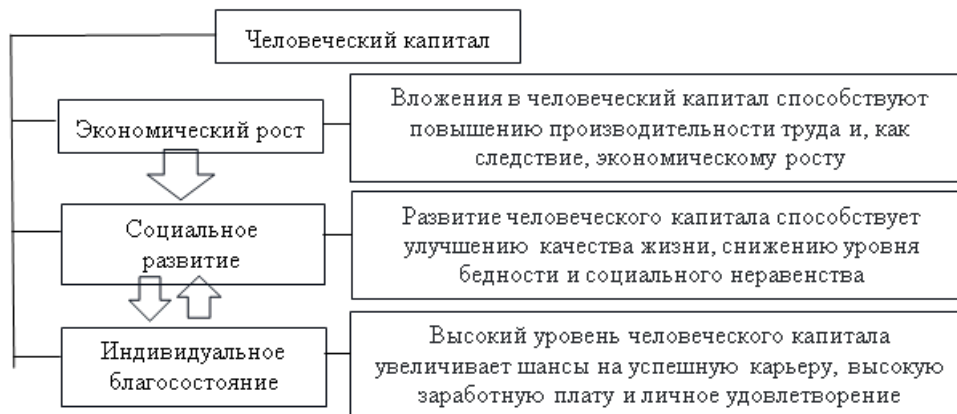 Человеческий капитал
Экономический рост
Вложения в человеческий капитал способствуют
повышению производительности труда и, как
следствие, экономическому росту
Социальное
развитие
Развитие человеческого капитала способствует
улучшению качества жизни, снижению уровня
бедности и социального неравенства
Индивидуальное
благосостояние
Высокий уровень человеческого капитала
увеличивает шансы на успешную карьеру, высокую
заработную плату и личное удовлетворение